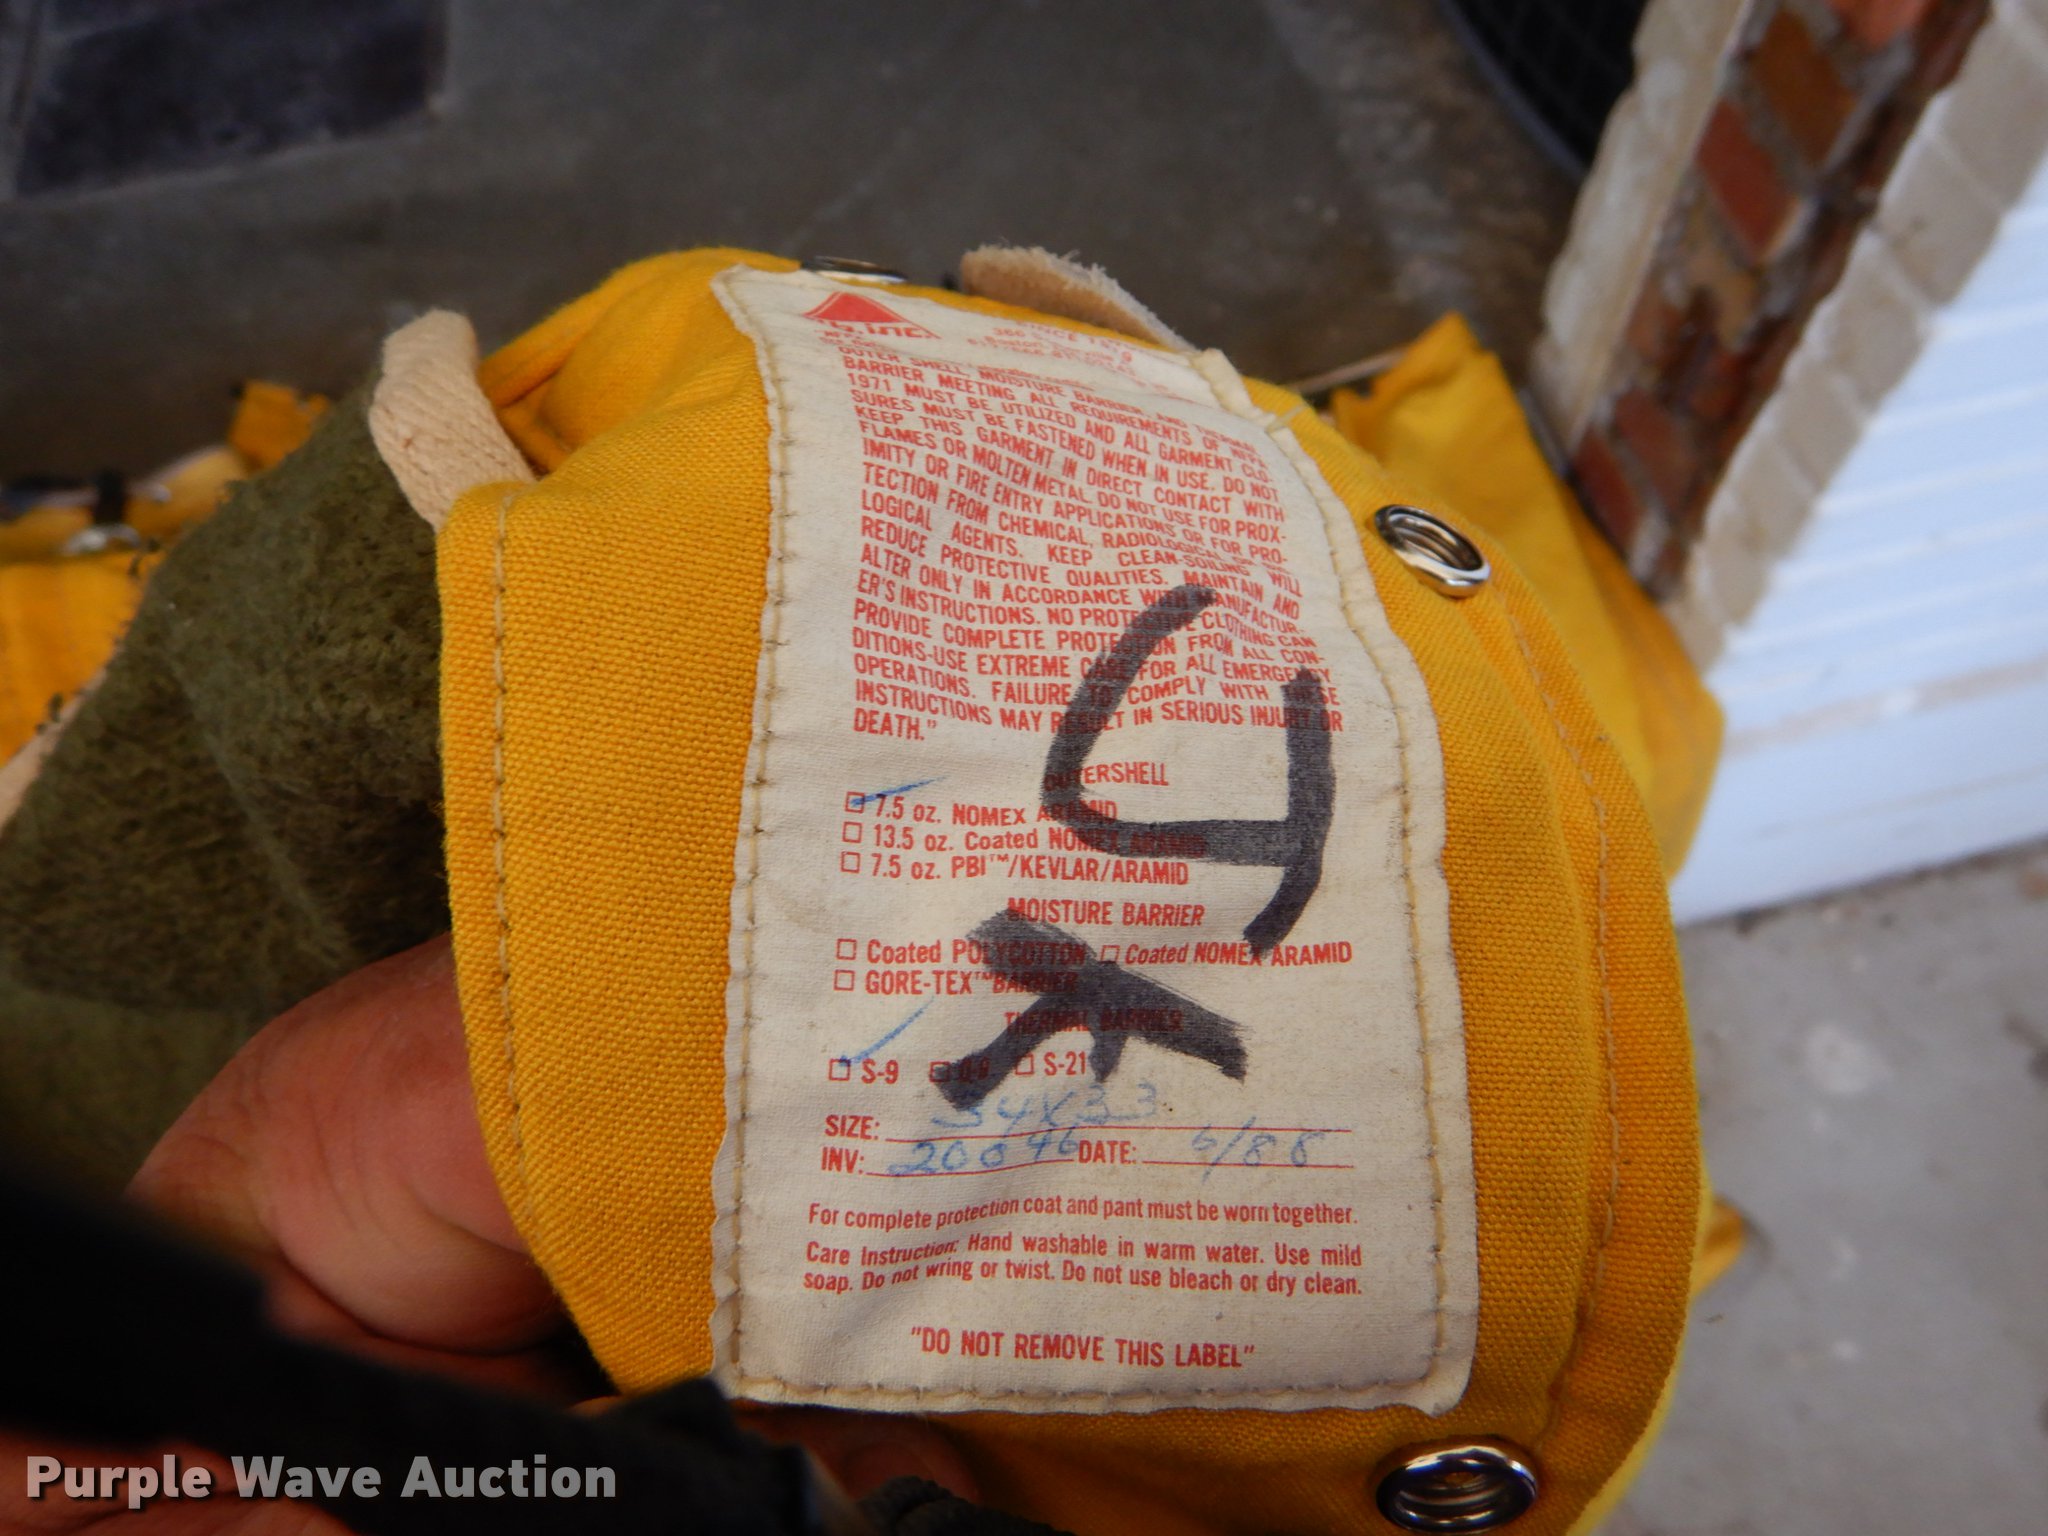 OUTER SHELL, MOISTURE BARRIER, AND THERMAL
BARRIER MEETING ALL REQUIREMENTS OF NFPA
1971 MUST BE UTILIZED AND ALL GARMENT CLO-
SURES MUST BE FASTENED WHEN IN USE. DO NOT
KEEP THIS GARMENT IN DIRECT CONTACT WITH
FLAMES OR MOLTEN METAL. DO NOT USE FOR PROX-
IMITY OR FIRE ENTRY APPLICATIONS OR FOR PRO-
TECTION FROM CHEMICAL, RADIOLOGICAL
LOGICAL AGENTS. KEEP CLEAN-SOILING WILL
REDUCE PROTECTIVE QUALITIES. MAINTAIN AND
ALTER ONLY IN ACCORDANCE WITH MANUFACTUR-
ER'S INSTRUCTIONS. NO PROTECTIVE CLOTHING CAN
PROVIDE COMPLETE PROTECTION FROM ALL CON-
DITIONS-USE EXTREME CARE FOR ALL EMERGENCY
OPERATIONS. FAILURE TO COMPLY WITH THESE
INSTRUCTIONS MAY RESULT IN SERIOUS INJURY OR
DEATH."
OUTERSHELL
7.5 oz. NOMEX ARAMID
13.5 oz. Coated NOMEX ARAMID
7.5 oz. PBI™/KEVLAR/ARAMID
MOISTURE BARRIER
Coated POLYCOTTON Coated NOMEX ARAMID
GORE-TEX™ BARRIER
THERMAL BARRIER
S-9 Q-9 S-21
SIZE: 34X33
INV: 20046 DATE: 6/88
For complete protection coat and pant must be worn together.
Care Instruction: Hand washable in warm water. Use mild
soap. Do not wring or twist. Do not use bleach or dry clean.
"DO NOT REMOVE THIS LABEL"
Purple Wave Auction